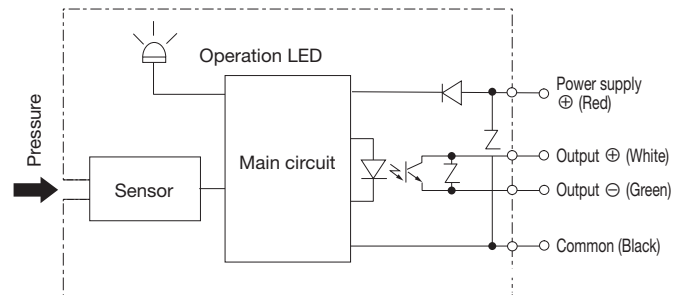 Operation LED
Pressure
Sensor
Main circuit
Power supply
⊕ (Red)
Output ⊕ (White)
Output ⊖ (Green)
Common (Black)